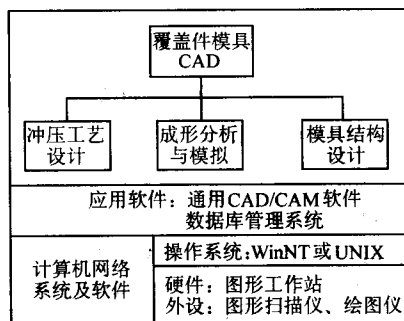 覆盖件模具
CAD
冲压工艺
设计
成形分析
与模拟
模具结构
设计
应用软件：通用CAD/CAM软件
数据库管理系统
计算机网络
系统及软件
操作系统:WinNT或UNIX
硬件：图形工作站
外设：图形扫描仪、绘图仪